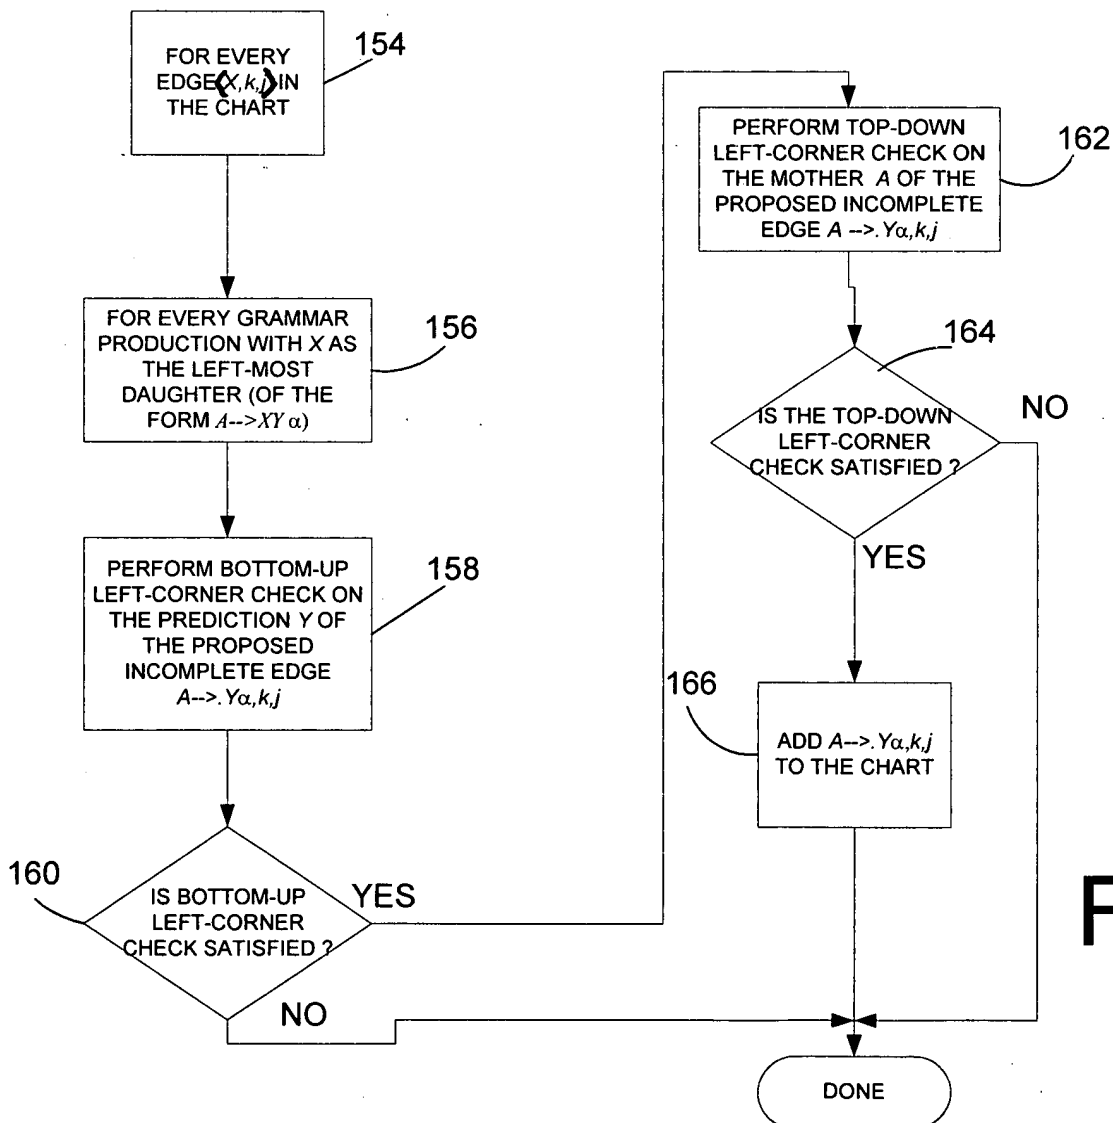 FOR EVERY
EDGE⟨X,k,j⟩IN
THE CHART
154
FOR EVERY GRAMMAR
PRODUCTION WITH X AS
THE LEFT-MOST
DAUGHTER (OF THE
FORM A-->XY α)
156
PERFORM BOTTOM-UP
LEFT-CORNER CHECK ON
THE PREDICTION Y OF
THE PROPOSED
INCOMPLETE EDGE
A-->.Yα,k,j
158
160
IS BOTTOM-UP
LEFT-CORNER
CHECK SATISFIED ?
YES
NO
PERFORM TOP-DOWN
LEFT-CORNER CHECK ON
THE MOTHER A OF THE
PROPOSED INCOMPLETE
EDGE A -->.Yα,k,j
162
164
IS THE TOP-DOWN
LEFT-CORNER
CHECK SATISFIED ?
NO
YES
166
ADD A-->.Yα,k,j
TO THE CHART
DONE